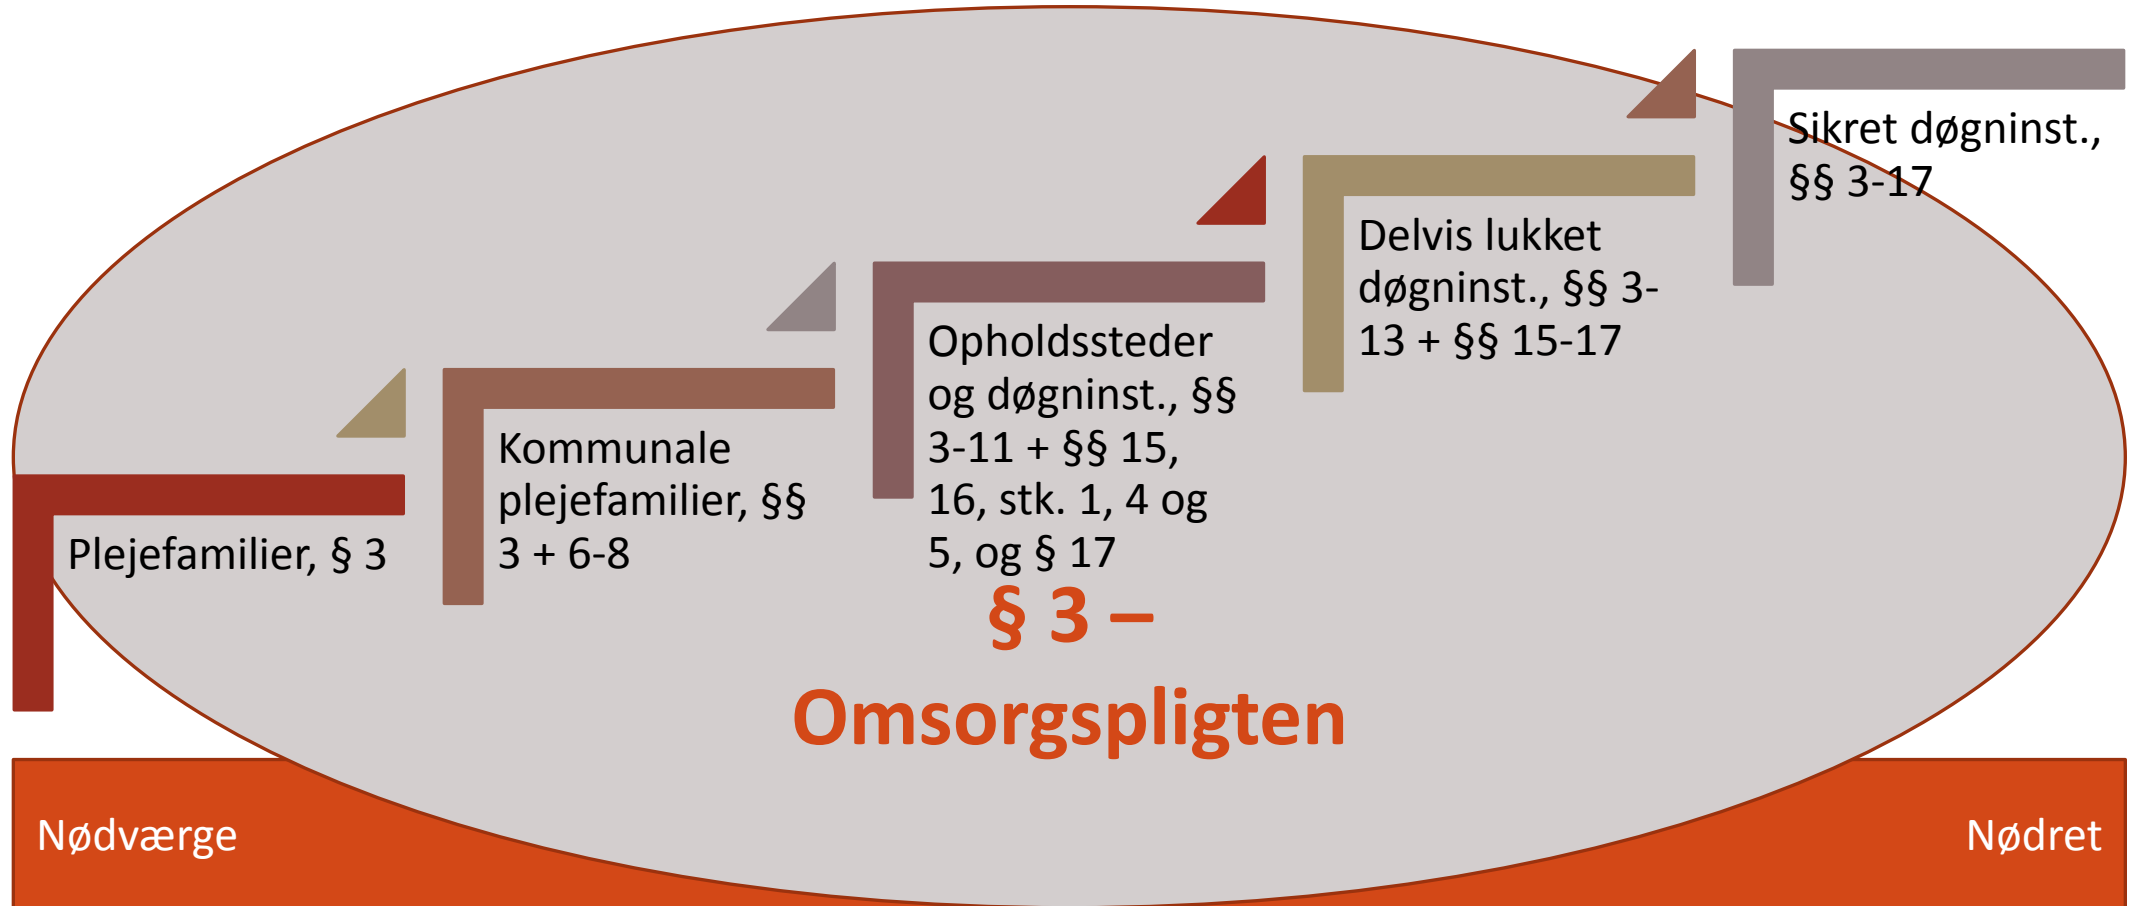 Plejefamilier, § 3
Kommunale
plejefamilier, §§
3 + 6-8
Opholdssteder
og døgninst., §§
3-11 + §§ 15,
16, stk. 1, 4 og
5, og § 17
Delvis lukket
døgninst., §§ 3-
13 + §§ 15-17
Sikret døgninst.,
§§ 3-17
§ 3 –
Omsorgspligten
Nødværge
Nødret